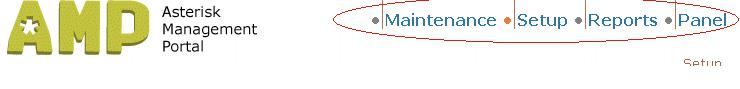 AMP
Asterisk
Management
Portal
Maintenance Setup Reports Panel
Setup